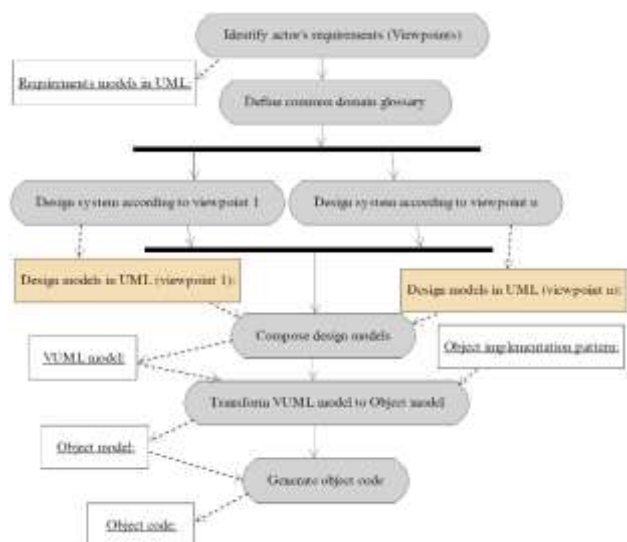 Identify actor's requirements (Viewpoints)
Requirements models in UML:
Define common domain glossary
Design system according to viewpoint 1
Design system according to viewpoint n
Design models in UML (viewpoint 1):
Design models in UML (viewpoint n):
Compose design models
VUML model:
Object implementation pattern:
Transform VUML model to Object model
Object model:
Generate object code
Object code: